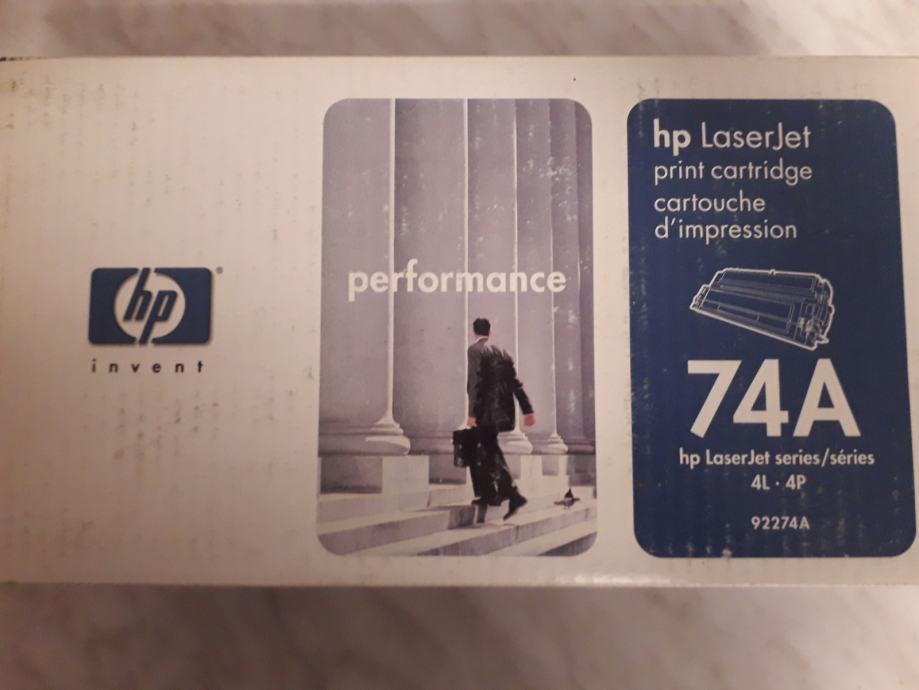 hp
invent
performance
hp LaserJet
print cartridge
cartouche
d'impression
74A
hp LaserJet series/séries
4L · 4P
92274A